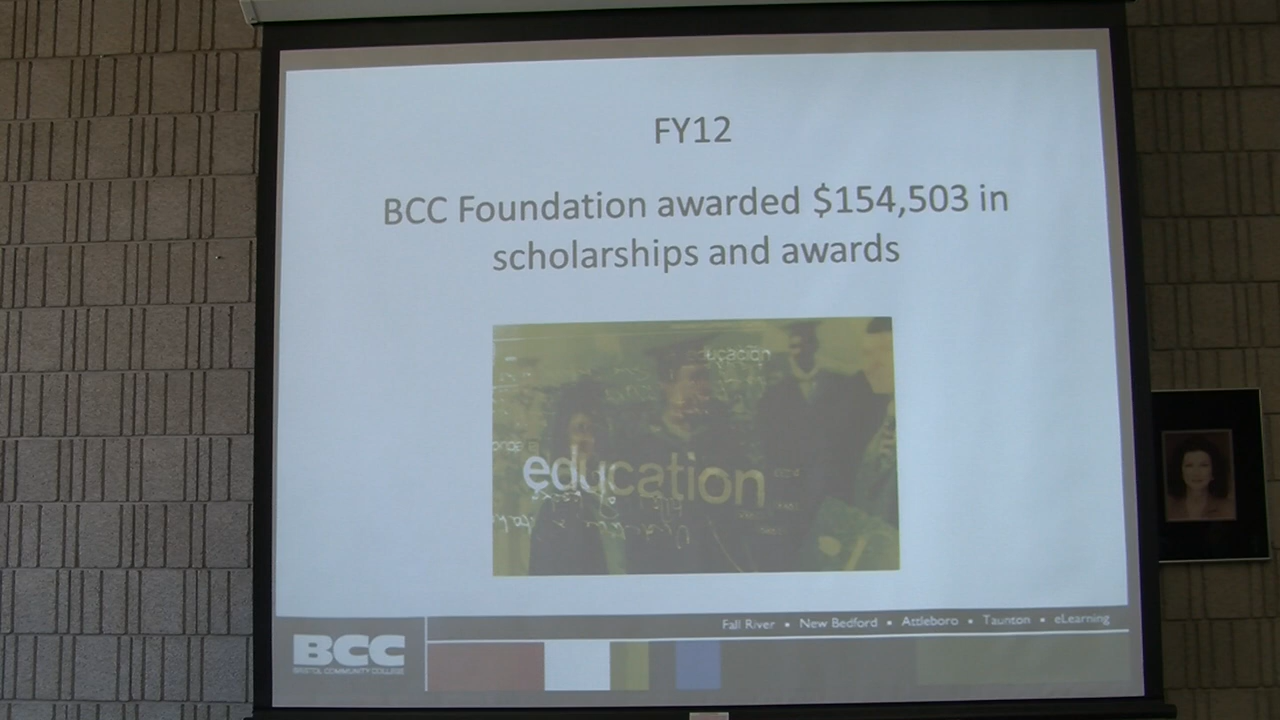 FY12
BCC Foundation awarded $154,503 in
scholarships and awards
educación
education
Fall River • New Bedford • Attleboro • Taunton • eLearning
BCC
BRISTOL COMMUNITY COLLEGE